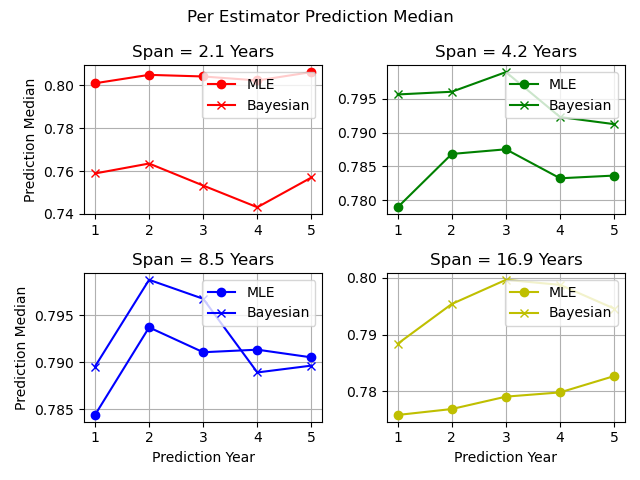 Per Estimator Prediction Median
Span = 2.1 Years
Prediction Median
0.80
0.78
0.76
0.74
1 2 3 4 5
MLE
Bayesian
Span = 4.2 Years
0.795
0.790
0.785
0.780
1 2 3 4 5
MLE
Bayesian
Span = 8.5 Years
Prediction Median
0.795
0.790
0.785
1 2 3 4 5
Prediction Year
MLE
Bayesian
Span = 16.9 Years
0.80
0.79
0.78
1 2 3 4 5
Prediction Year
MLE
Bayesian